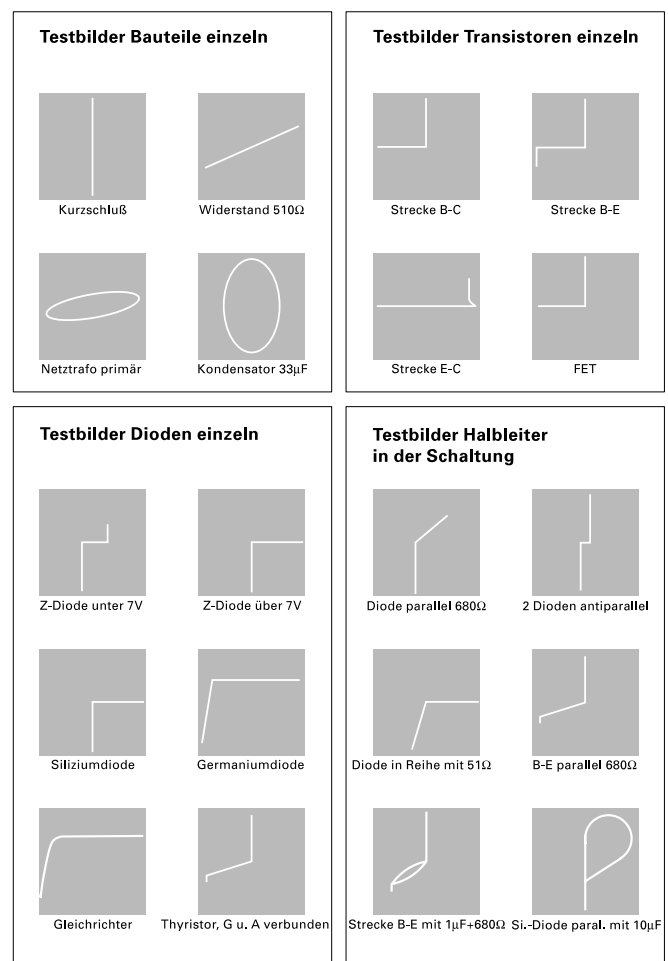 Testbilder Bauteile einzeln
Kurzschluß
Widerstand 510Ω
Netztrafo primär
Kondensator 33µF
Testbilder Transistoren einzeln
Strecke B-C
Strecke B-E
Strecke E-C
FET
Testbilder Dioden einzeln
Z-Diode unter 7V
Z-Diode über 7V
Siliziumdiode
Germaniumdiode
Gleichrichter
Thyristor, G u. A verbunden
Testbilder Halbleiter
in der Schaltung
Diode parallel 680Ω
2 Dioden antiparallel
Diode in Reihe mit 51Ω
B-E parallel 680Ω
Strecke B-E mit 1µF+680Ω
Si.-Diode paral. mit 10µF